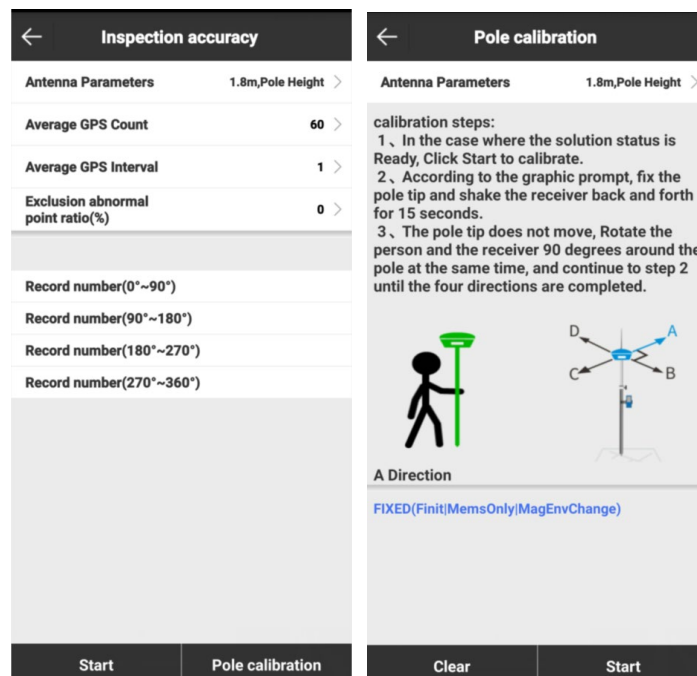 Inspection accuracy
Antenna Parameters 1.8m,Pole Height
Average GPS Count 60
Average GPS Interval 1
Exclusion abnormal
point ratio(%) 0
Record number(0°~90°)
Record number(90°~180°)
Record number(180°~270°)
Record number(270°~360°)
Start Pole calibration
Pole calibration
Antenna Parameters 1.8m,Pole Height
calibration steps:
1、In the case where the solution status is
Ready, Click Start to calibrate.
2、According to the graphic prompt, fix the
pole tip and shake the receiver back and forth
for 15 seconds.
3、The pole tip does not move, Rotate the
person and the receiver 90 degrees around the
pole at the same time, and continue to step 2
until the four directions are completed.
D A
C B
A Direction
FIXED(Finit|MemsOnly|MagEnvChange)
Clear Start